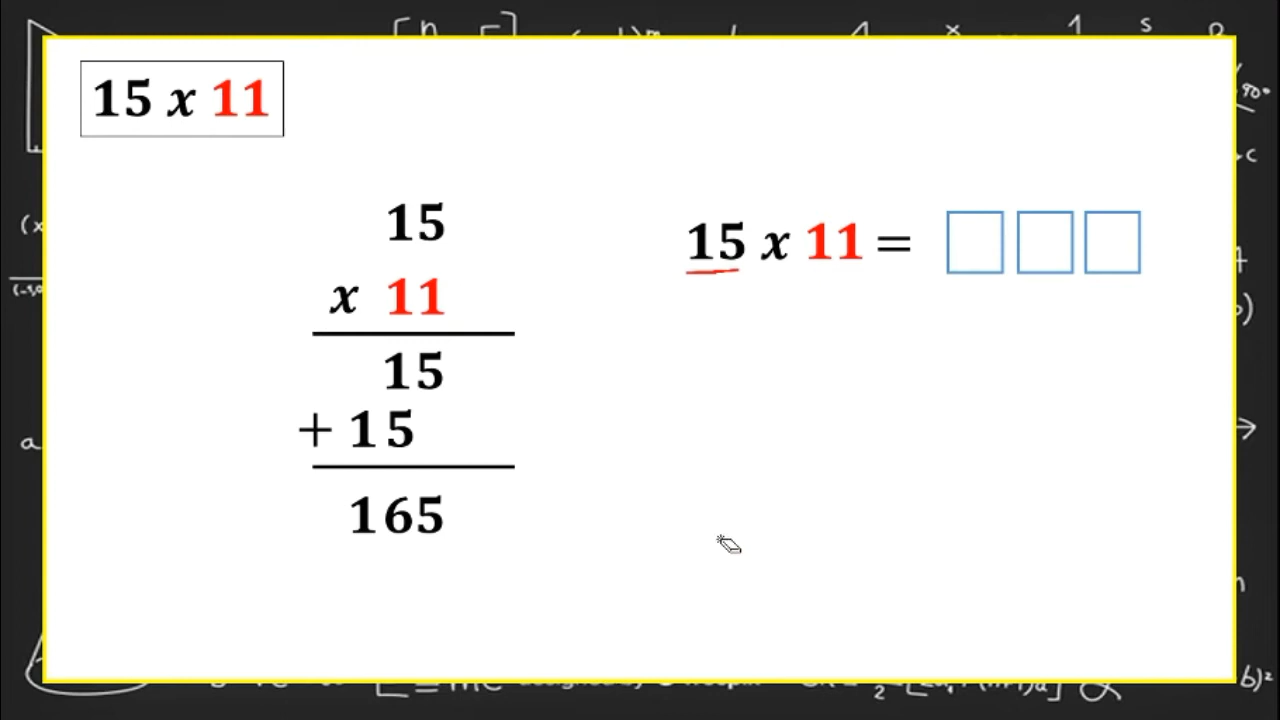 15 x 11
15
x 11
15
+ 15
165
15 x 11 =